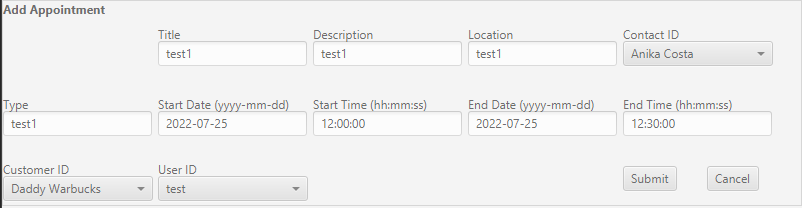 Add Appointment
Title Description Location Contact ID
test1 test1 test1 Anika Costa
Type Start Date (yyyy-mm-dd) Start Time (hh:mm:ss) End Date (yyyy-mm-dd) End Time (hh:mm:ss)
test1 2022-07-25 12:00:00 2022-07-25 12:30:00
Customer ID User ID
Daddy Warbucks test Submit Cancel